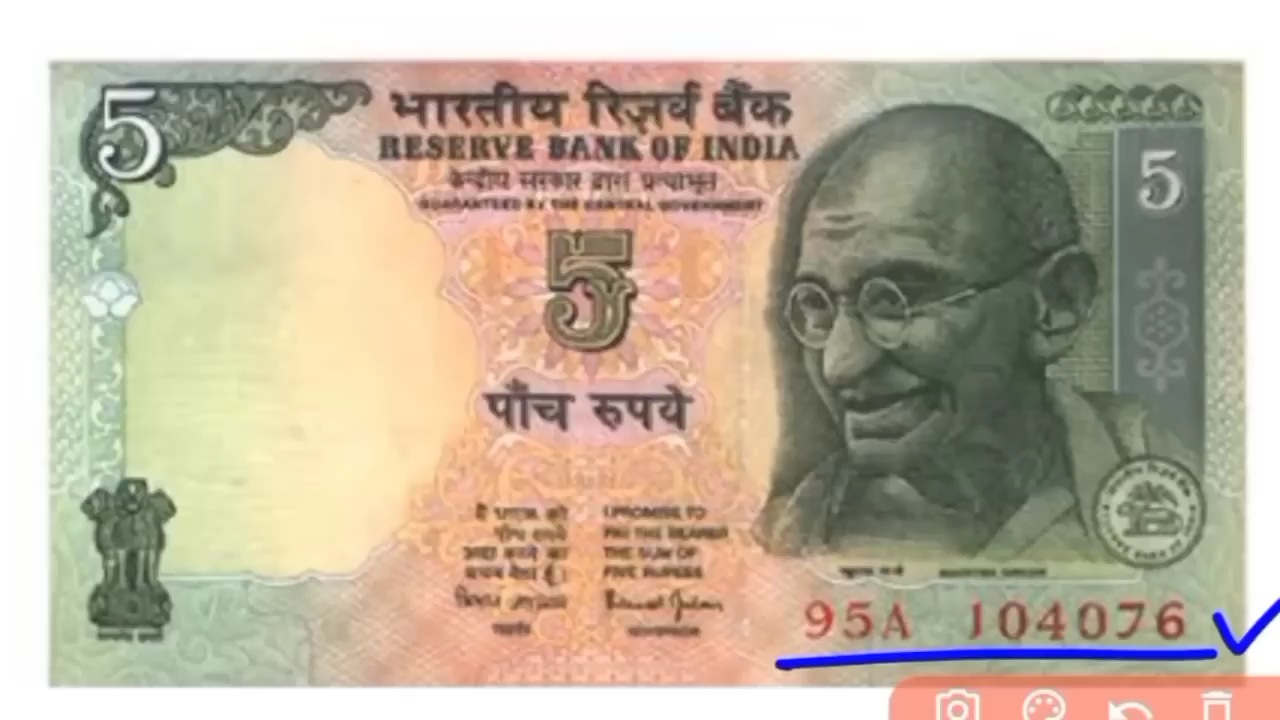 5
भारतीय रिज़र्व बैंक
RESERVE BANK OF INDIA
केन्द्रीय सरकार द्वारा प्रत्याभूत
GUARANTEED BY THE CENTRAL GOVERNMENT
5
5
पाँच रुपये
I PROMISE TO
PAY THE BEARER
THE SUM OF
FIVE RUPEES
95A 104076